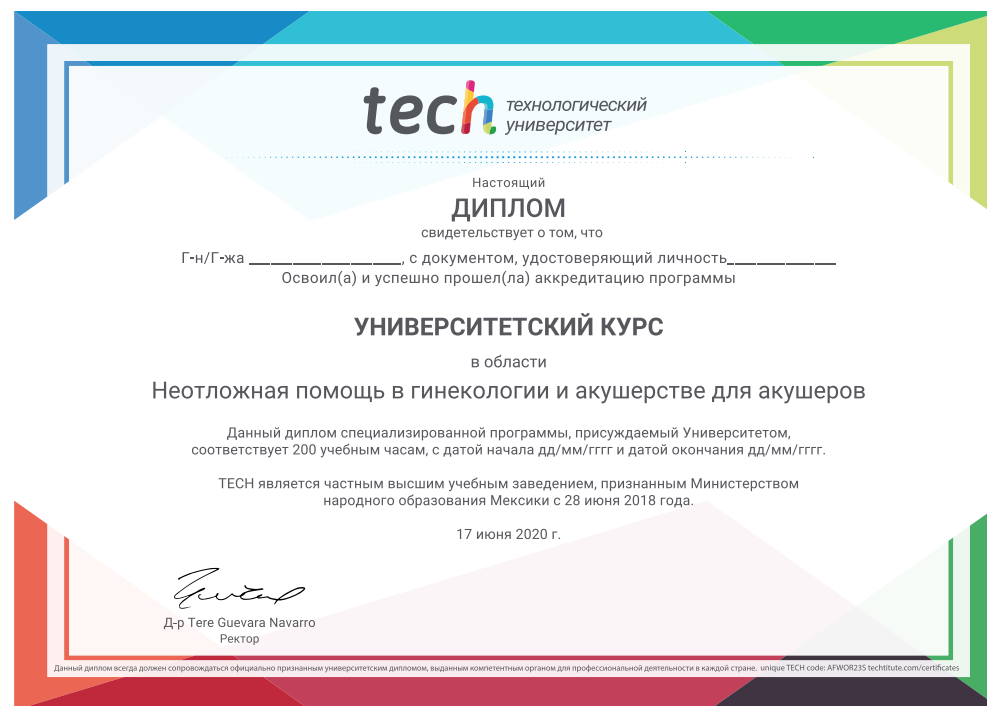 tech технологический
университет
Настоящий
ДИПЛОМ
свидетельствует о том, что
Г-н/Г-жа ____________________, с документом, удостоверяющий личность______________
Освоил(а) и успешно прошел(ла) аккредитацию программы
УНИВЕРСИТЕТСКИЙ КУРС
в области
Неотложная помощь в гинекологии и акушерстве для акушеров
Данный диплом специализированной программы, присуждаемый Университетом,
соответствует 200 учебным часам, с датой начала дд/мм/гггг и датой окончания дд/мм/гггг.
TECH является частным высшим учебным заведением, признанным Министерством
народного образования Мексики с 28 июня 2018 года.
17 июня 2020 г.
Д-р Tere Guevara Navarro
Ректор
Данный диплом всегда должен сопровождаться официально признанным университетским дипломом, выданным компетентным органом для профессиональной деятельности в каждой стране. unique TECH code: AFWOR23S techtitute.com/certificates